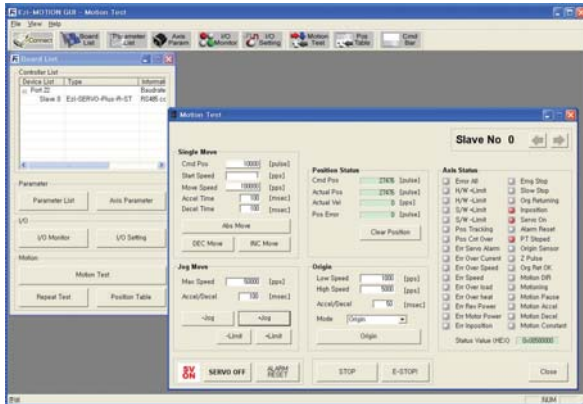 Ezi-MOTION GUI - Motion Test
File View Help
Connect Board List Parameter List Axis Param I/O Monitor I/O Setting Motion Test Pos Table Cmd Bar
Board List
Controller List
Device List Type Informati
Port 22 Baudrate
Slave 0 Ezi-SERVO-Plus-R-ST RS485 cc
Parameter
Parameter List Axis Parameter
I/O
I/O Monitor I/O Setting
Motion
Motion Test
Repeat Test Position Table
Motion Test
Slave No 0
Single Move
Cmd Pos 10000 [pulse]
Start Speed 1 [pps]
Move Speed 100000 [pps]
Accel Time 100 [msec]
Decel Time 100 [msec]
Abs Move
DEC Move INC Move
Jog Move
Max Speed 50000 [pps]
Accel/Decel 100 [msec]
-Jog +Jog
-Limit +Limit
Position Status
Cmd Pos 27476 [pulse]
Actual Pos 27476 [pulse]
Actual Vel 0 [pps]
Pos Error 0 [pulse]
Clear Position
Origin
Low Speed 1000 [pps]
High Speed 5000 [pps]
Accel/Decel 50 [msec]
Mode Origin
Origin
Axis Status
Error All Emg Stop
H/W +Limit Slow Stop
H/W -Limit Org Returning
S/W +Limit Inposition
S/W -Limit Servo On
Pos Tracking Alarm Reset
Pos Cnt Over PT Stoped
Err Servo Alarm Origin Sensor
Err Over Current Z Pulse
Err Over Speed Org Ret OK
Err Speed Motion DIR
Err Over load Motioning
Err Over heat Motion Pause
Err Rev Power Motion Accel
Err Motor Power Motion Decel
Err Inposition Motion Constant
Status Value (HEX)
SV ON SERVO OFF ALARM RESET STOP E-STOP! Close
NUM